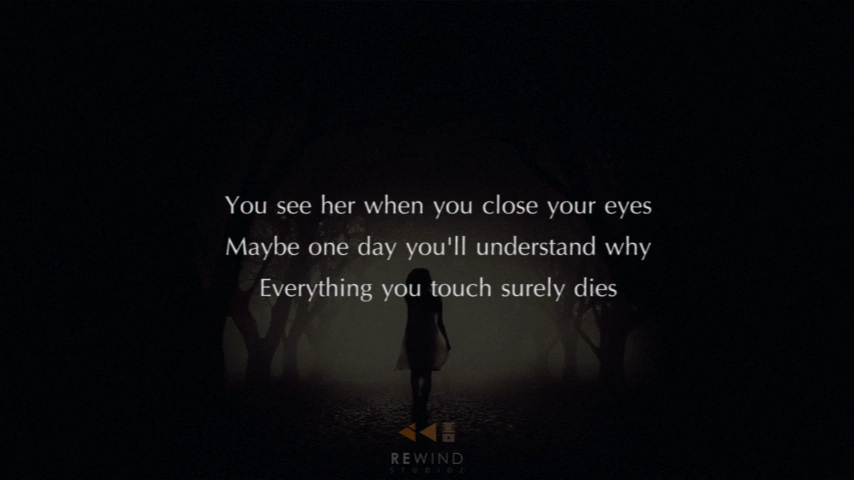 You see her when you close your eyes
Maybe one day you'll understand why
Everything you touch surely dies
REWIND
STUDIOZ